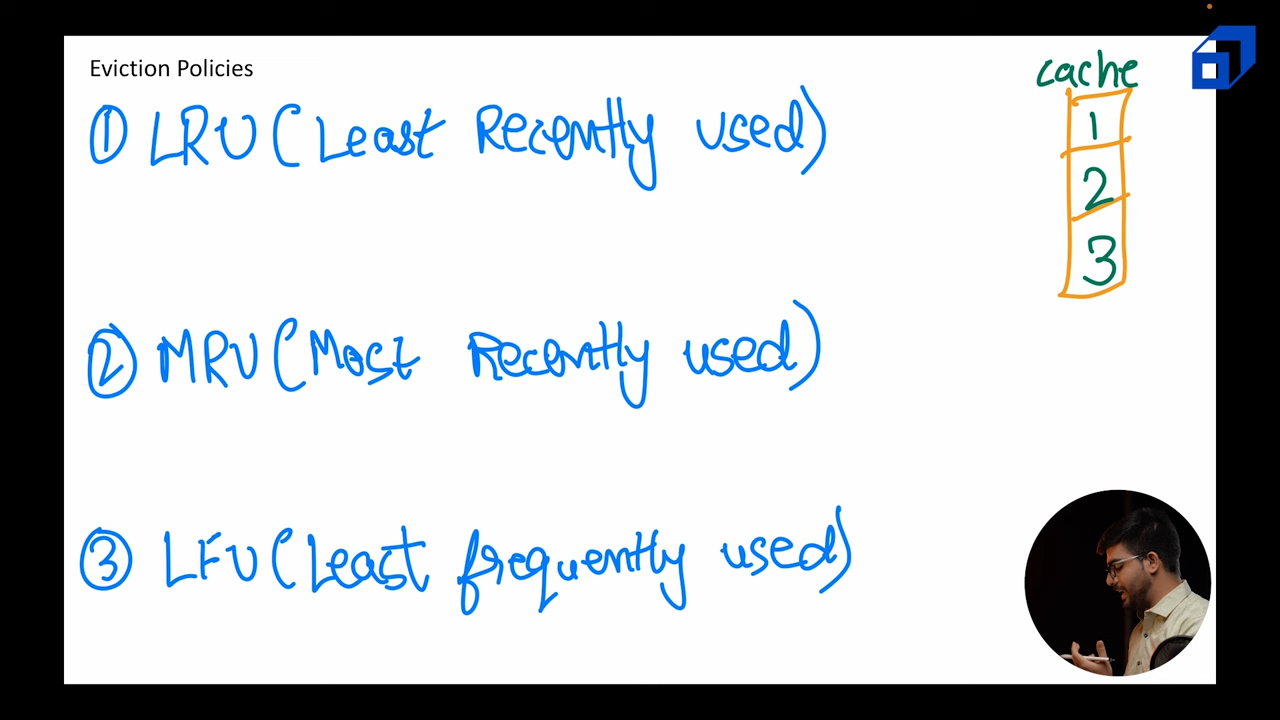 Eviction Policies
cache
① LRU (Least Recently used)
1
2
3
② MRU (Most Recently used)
③ LFU (Least frequently used)